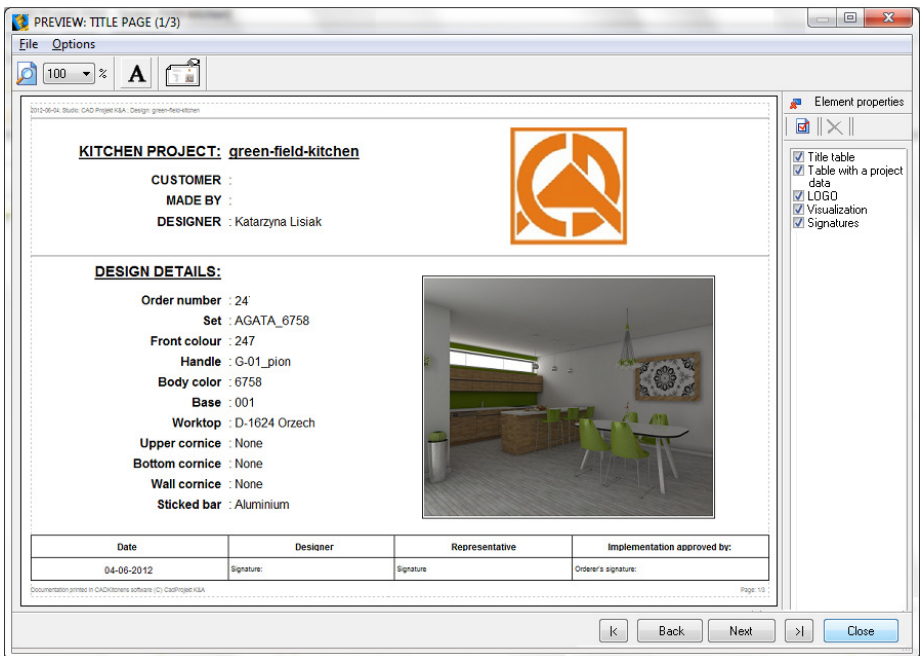 PREVIEW: TITLE PAGE (1/3)
File Options
100 % A
Element properties
2012-06-04, Studio: CAD Projekt K&A ; Design: green-field-kitchen
KITCHEN PROJECT: green-field-kitchen
CUSTOMER :
MADE BY :
DESIGNER : Katarzyna Lisiak
Title table
Table with a project
data
LOGO
Visualization
Signatures
DESIGN DETAILS:
Order number : 24
Set : AGATA_6758
Front colour : 247
Handle : G-01_pion
Body color : 6758
Base : 001
Worktop : D-1624 Orzech
Upper cornice : None
Bottom cornice : None
Wall cornice : None
Sticked bar : Aluminium
Date Designer Representative Implementation approved by:
04-06-2012 Signature: Signature Orderer's signature:
Documentation printed in CADKitchens software (C) CadProjekt K&A Page: 1/3
Back Next Close